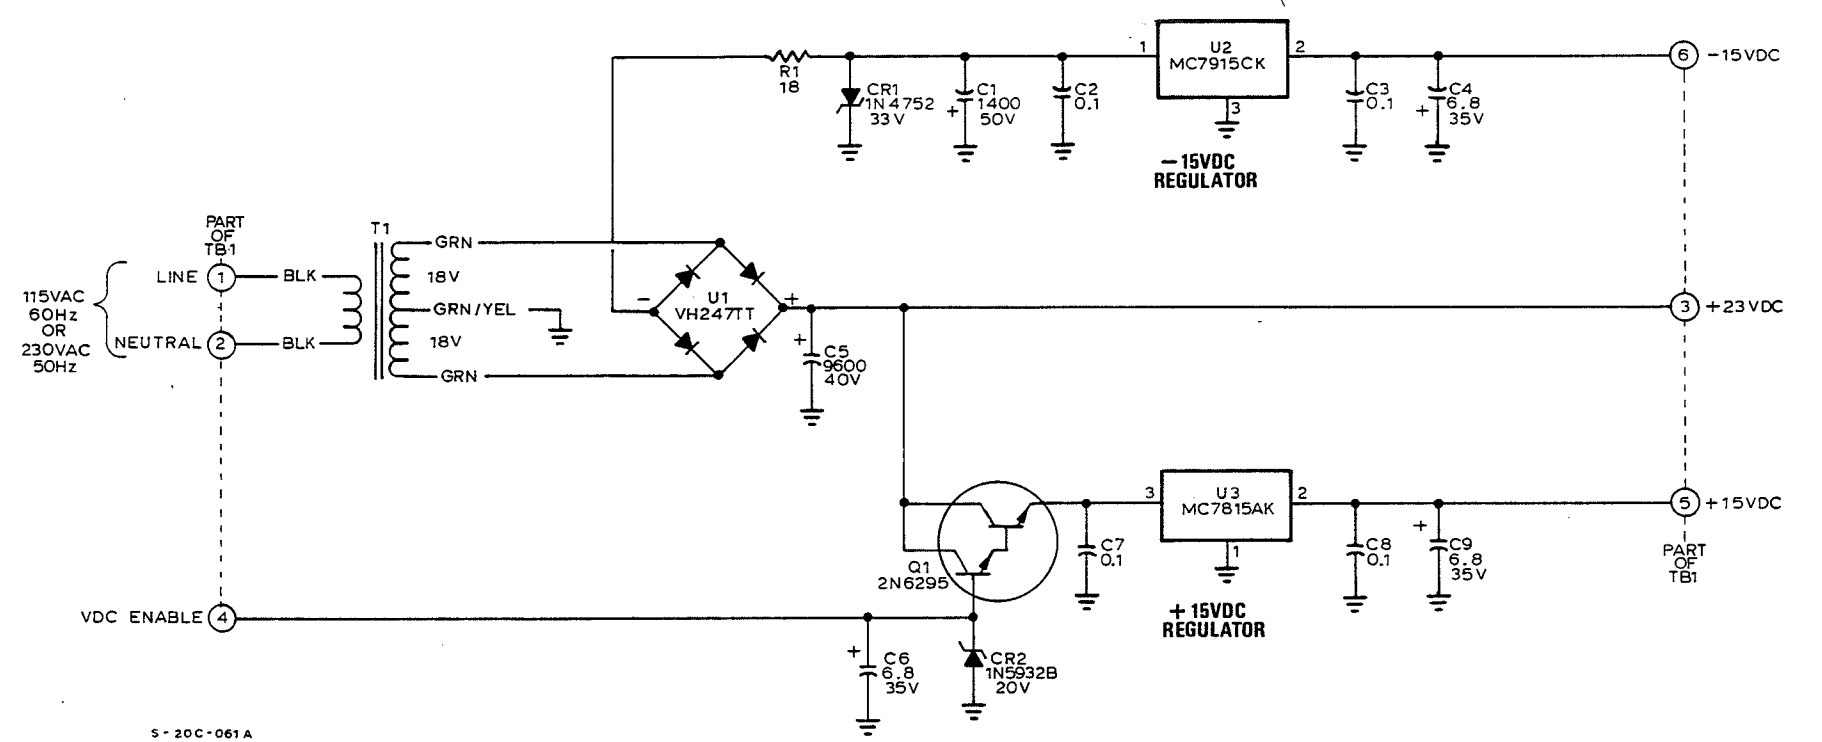 R1
18
CR1
1N4752
33V
+
C1
1400
50V
C2
0.1
1
U2
MC7915CK
2
3
-15VDC
REGULATOR
C3
0.1
+
C4
6.8
35V
6
-15VDC
PART
OF
TB1
LINE
1
BLK
115VAC
60Hz
OR
230VAC
50Hz
NEUTRAL
2
BLK
T1
GRN
18V
GRN/YEL
18V
GRN
-
U1
VH247TT
+
+
C5
9600
40V
3
+23VDC
Q1
2N6295
C7
0.1
3
U3
MC7815AK
2
1
+15VDC
REGULATOR
C8
0.1
+
C9
6.8
35V
5
+15VDC
PART
OF
TB1
VDC ENABLE
4
+
C6
6.8
35V
CR2
1N5932B
20V
S-20C-061A